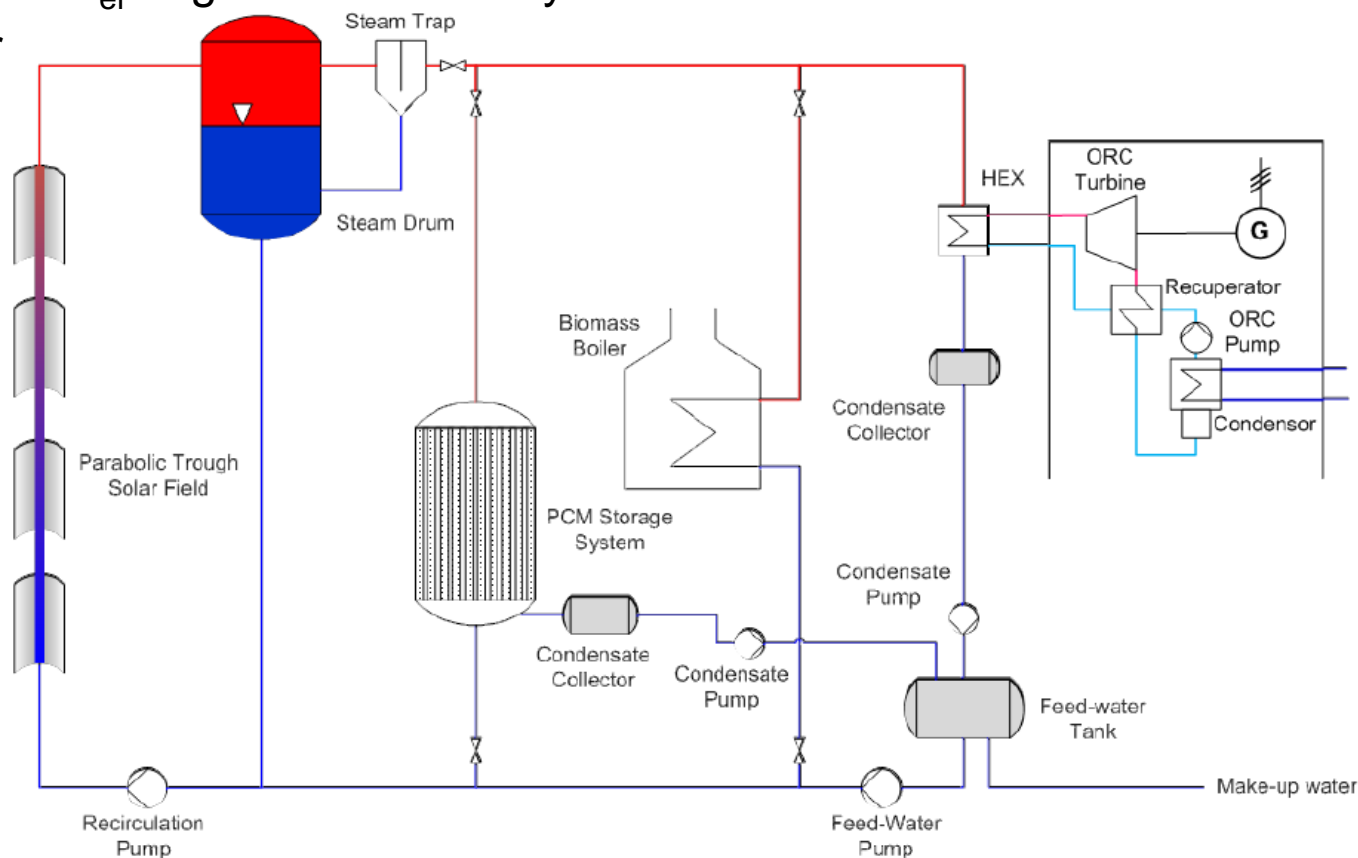 Steam Trap
Steam Drum
HEX
ORC
Turbine
G
Recuperator
ORC
Pump
Condensor
Biomass
Boiler
Condensate
Collector
Parabolic Trough
Solar Field
PCM Storage
System
Condensate
Pump
Condensate
Collector
Condensate
Pump
Feed-water
Tank
Make-up water
Recirculation
Pump
Feed-Water
Pump